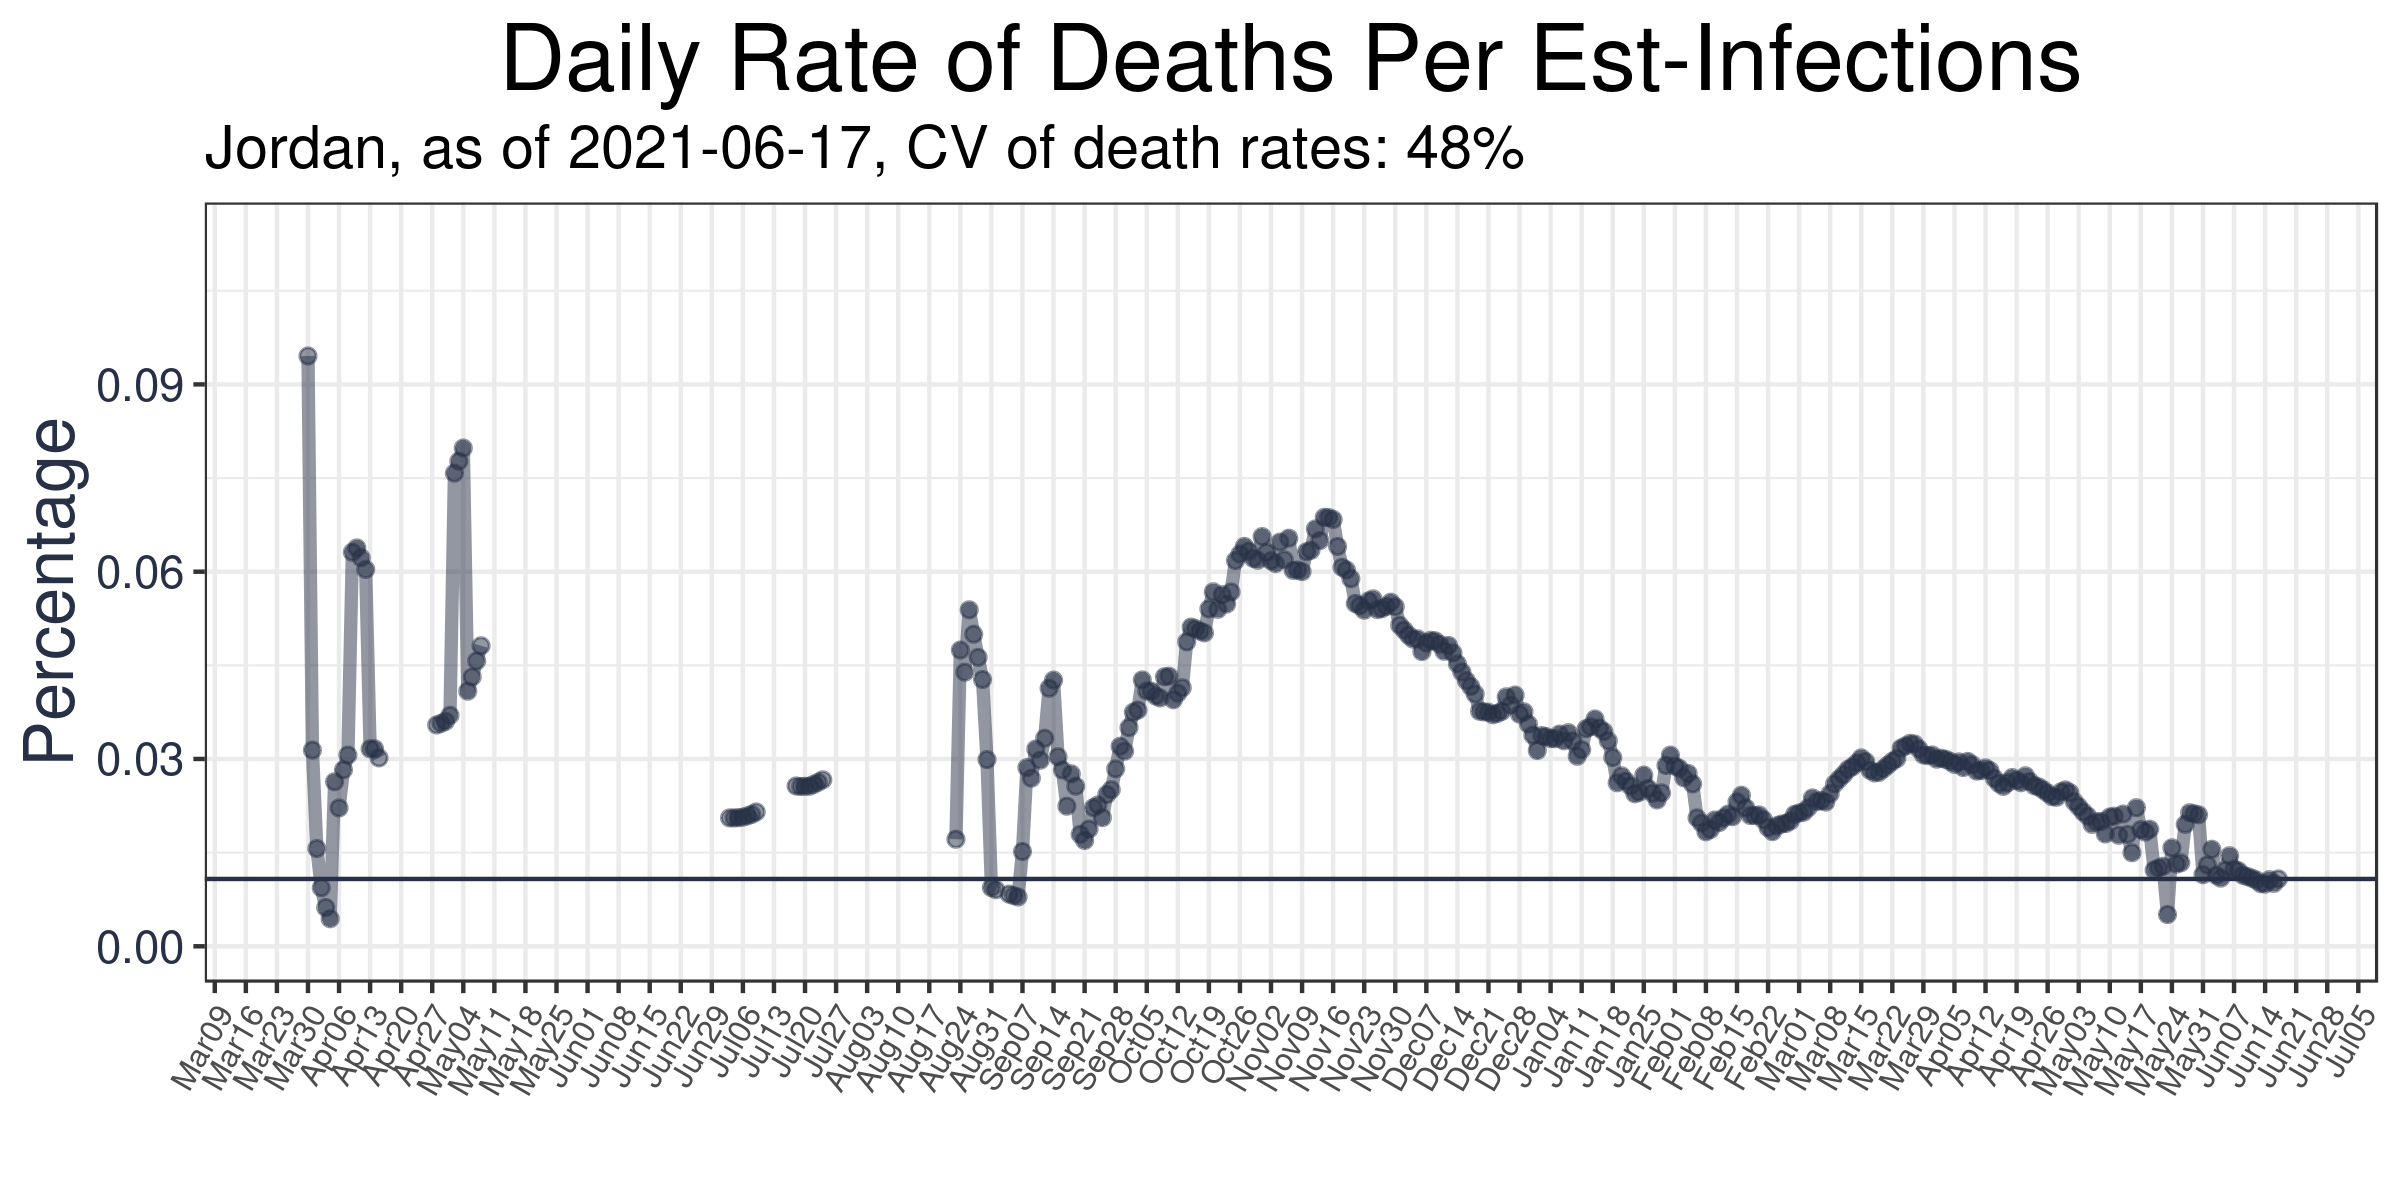 Daily Rate of Deaths Per Est-Infections
Jordan, as of 2021-06-17, CV of death rates: 48%
Percentage
0.09
0.06
0.03
0.00
Mar09
Mar16
Mar23
Mar30
Apr06
Apr13
Apr20
Apr27
May04
May11
May18
May25
Jun01
Jun08
Jun15
Jun22
Jun29
Jul06
Jul13
Jul20
Jul27
Aug03
Aug10
Aug17
Aug24
Aug31
Sep07
Sep14
Sep21
Sep28
Oct05
Oct12
Oct19
Oct26
Nov02
Nov09
Nov16
Nov23
Nov30
Dec07
Dec14
Dec21
Dec28
Jan04
Jan11
Jan18
Jan25
Feb01
Feb08
Feb15
Feb22
Mar01
Mar08
Mar15
Mar22
Mar29
Apr05
Apr12
Apr19
Apr26
May03
May10
May17
May24
May31
Jun07
Jun14
Jun21
Jun28
Jul05